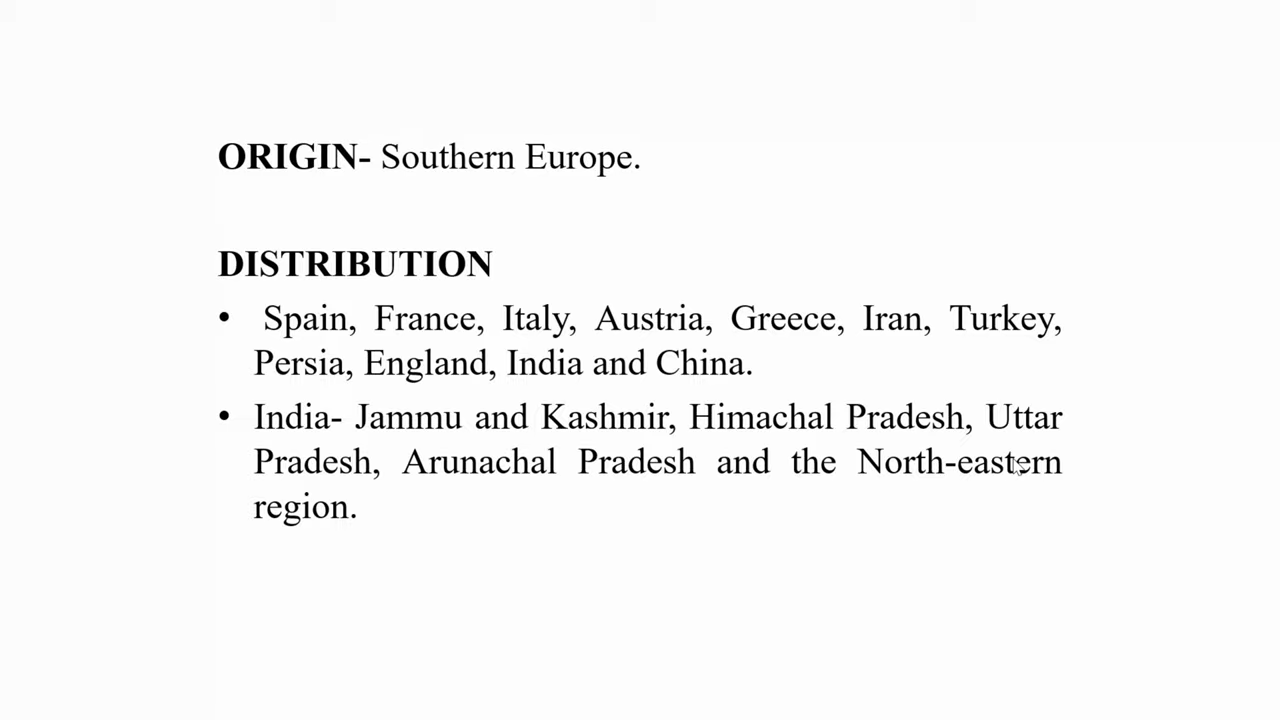 ORIGIN- Southern Europe.
DISTRIBUTION
• Spain, France, Italy, Austria, Greece, Iran, Turkey,
Persia, England, India and China.
• India- Jammu and Kashmir, Himachal Pradesh, Uttar
Pradesh, Arunachal Pradesh and the North-eastern
region.